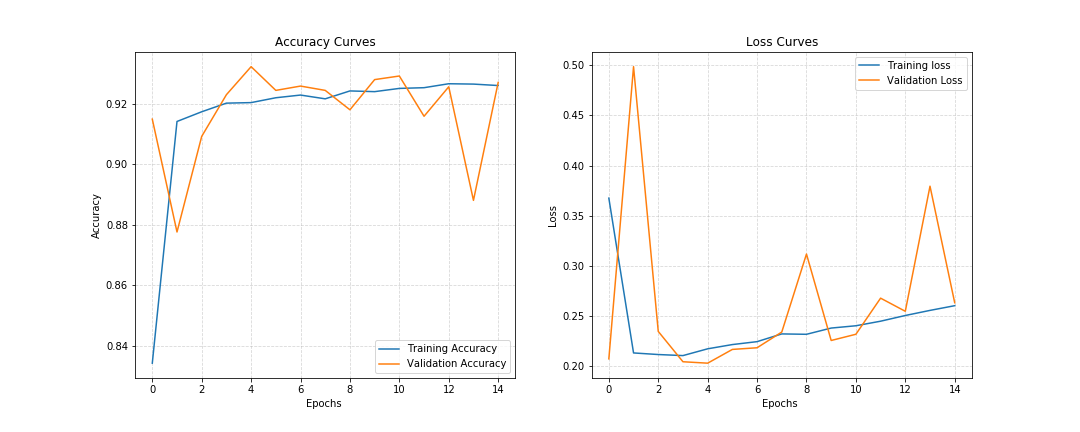 Accuracy Curves
Accuracy
0.92
0.90
0.88
0.86
0.84
Training Accuracy
Validation Accuracy
0 2 4 6 8 10 12 14
Epochs
Loss Curves
Loss
0.50
0.45
0.40
0.35
0.30
0.25
0.20
Training loss
Validation Loss
0 2 4 6 8 10 12 14
Epochs